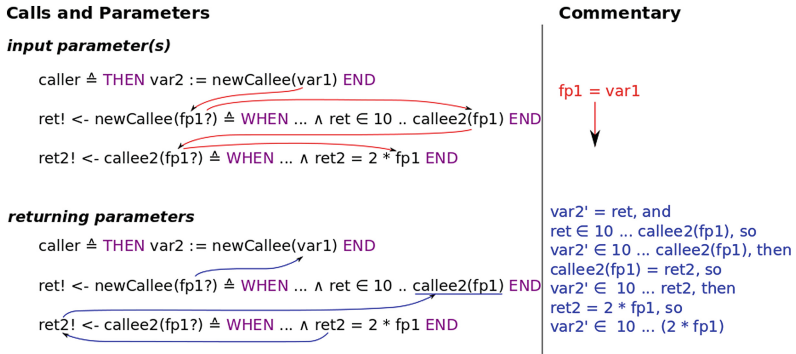 Calls and Parameters
Commentary
input parameter(s)
caller ≙ THEN var2 := newCallee(var1) END
fp1 = var1
ret! <- newCallee(fp1?) ≙ WHEN ... ∧ ret ∈ 10 .. callee2(fp1) END
ret2! <- callee2(fp1?) ≙ WHEN ... ∧ ret2 = 2 * fp1 END
returning parameters
caller ≙ THEN var2 := newCallee(var1) END
ret! <- newCallee(fp1?) ≙ WHEN ... ∧ ret ∈ 10 .. callee2(fp1) END
ret2! <- callee2(fp1?) ≙ WHEN ... ∧ ret2 = 2 * fp1 END
var2' = ret, and
ret ∈ 10 ... callee2(fp1), so
var2' ∈ 10 ... callee2(fp1), then
callee2(fp1) = ret2, so
var2' ∈ 10 ... ret2, then
ret2 = 2 * fp1, so
var2' ∈ 10 ... (2 * fp1)